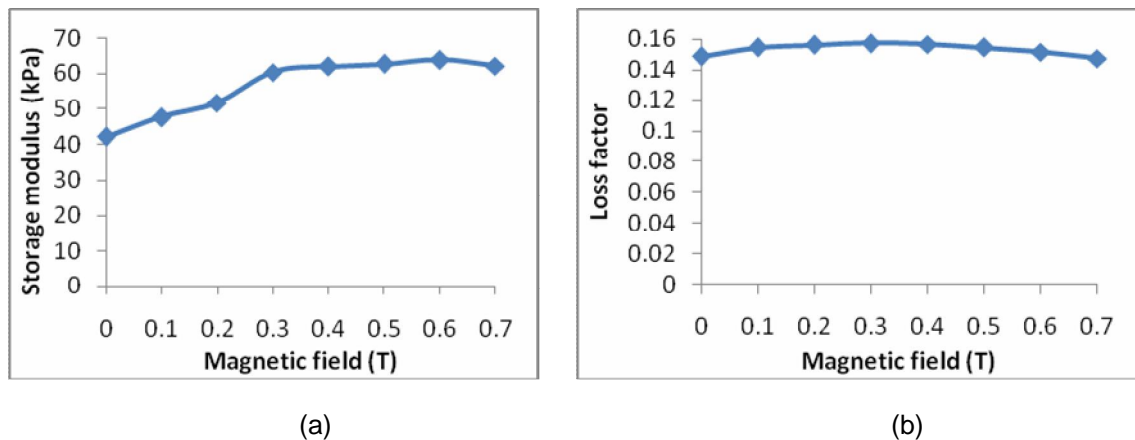 Storage modulus (kPa)
70
60
50
40
30
20
10
0
0 0.1 0.2 0.3 0.4 0.5 0.6 0.7
Magnetic field (T)
(a)
Loss factor
0.16
0.14
0.12
0.1
0.08
0.06
0.04
0.02
0
0 0.1 0.2 0.3 0.4 0.5 0.6 0.7
Magnetic field (T)
(b)